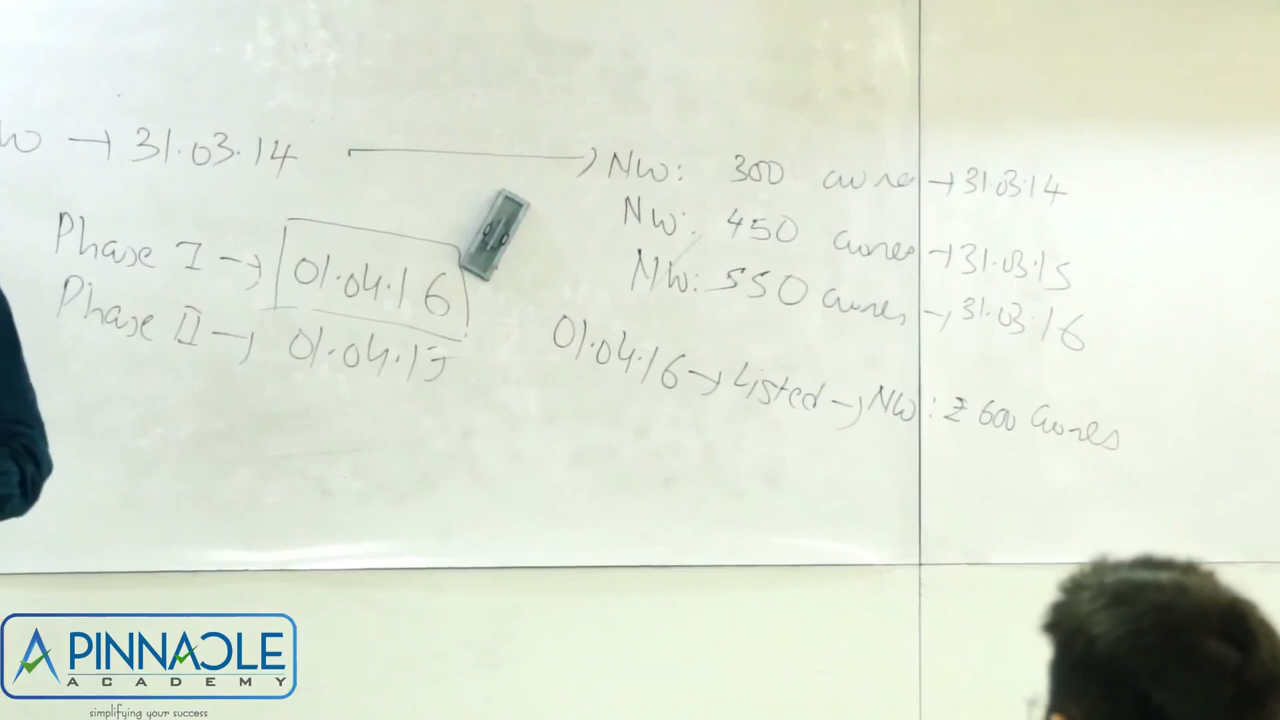 W → 31.03.14 → NW: 300 crores → 31.03.14
NW: 450 crores → 31.03.15
Phase I → 01.04.16
NW: 550 crores → 31.03.16
Phase II → 01.04.15
01.04.16 → Listed → NW: ₹ 600 crores
PINNACLE
ACADEMY
simplifying your success